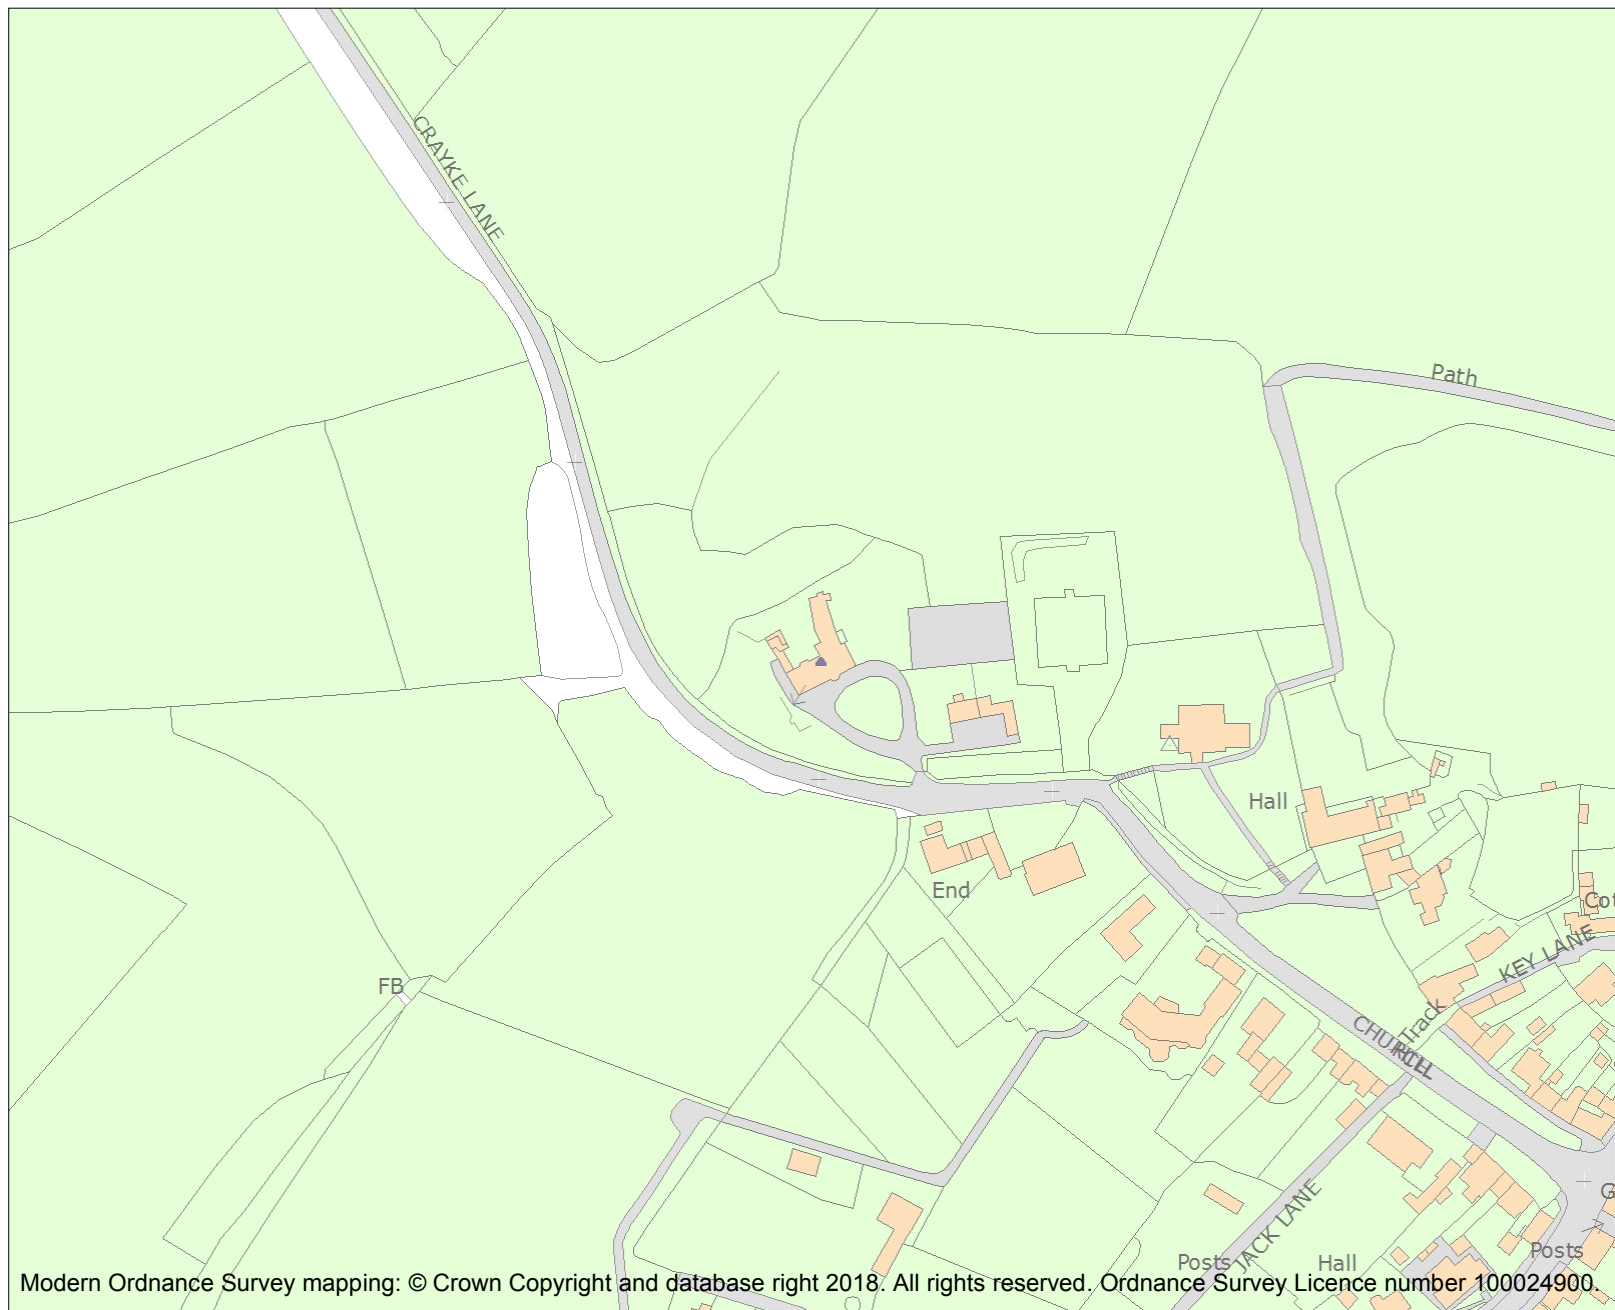 CRAYKE LANE
Path
Hall
End
Cot
KEY LANE
FB
Track
CHURCH
HILL
JACK LANE
G
Posts
Hall
Posts
Modern Ordnance Survey mapping: © Crown Copyright and database right 2018. All rights reserved. Ordnance Survey Licence number 100024900.